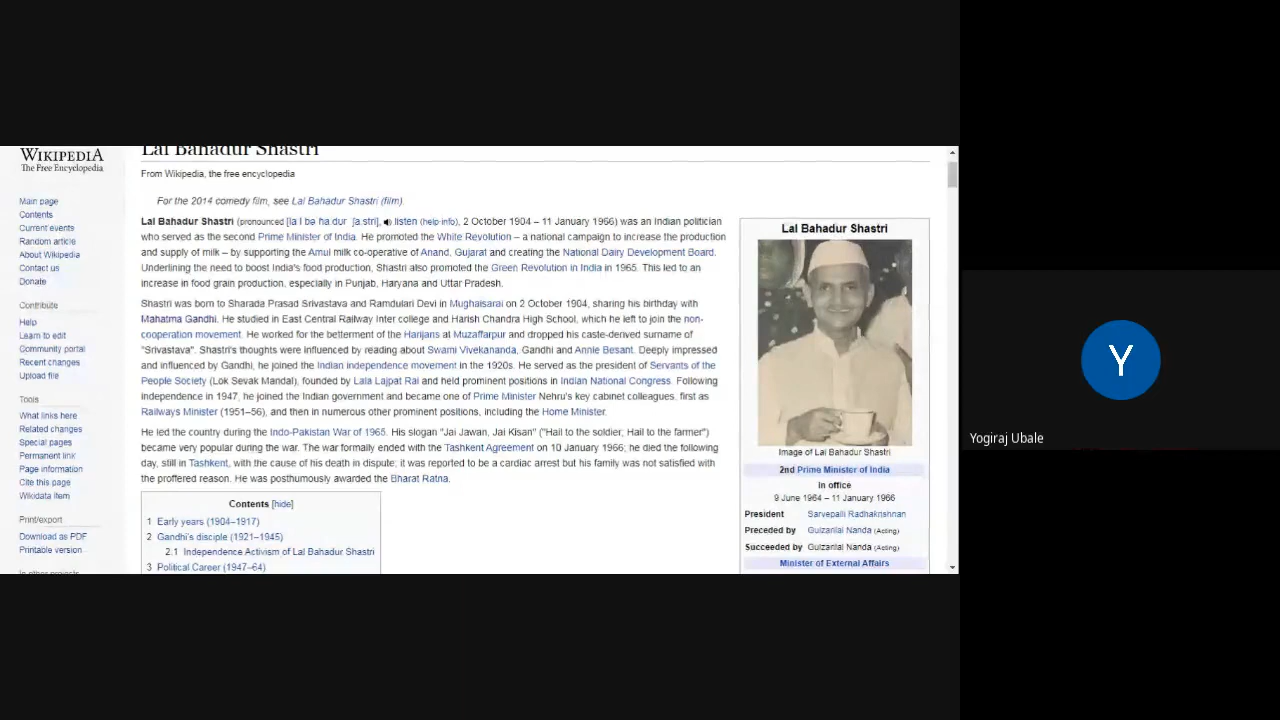 WIKIPEDIA
The Free Encyclopedia
Main page
Contents
Current events
Random article
About Wikipedia
Contact us
Donate
Contribute
Help
Learn to edit
Community portal
Recent changes
Upload file
Tools
What links here
Related changes
Special pages
Permanent link
Page information
Cite this page
Wikidata item
Print/export
Download as PDF
Printable version
In other projects
Lal Bahadur Shastri
From Wikipedia, the free encyclopedia
For the 2014 comedy film, see Lal Bahadur Shastri (film).
Lal Bahadur Shastri (pronounced listen (help·info), 2 October 1904 – 11 January 1966) was an Indian politician
who served as the second Prime Minister of India. He promoted the White Revolution – a national campaign to increase the production
and supply of milk – by supporting the Amul milk co-operative of Anand, Gujarat and creating the National Dairy Development Board.
Underlining the need to boost India's food production, Shastri also promoted the Green Revolution in India in 1965. This led to an
increase in food grain production, especially in Punjab, Haryana and Uttar Pradesh.
Shastri was born to Sharada Prasad Srivastava and Ramdulari Devi in Mughalsarai on 2 October 1904, sharing his birthday with
Mahatma Gandhi. He studied in East Central Railway Inter college and Harish Chandra High School, which he left to join the non-
cooperation movement. He worked for the betterment of the Harijans at Muzaffarpur and dropped his caste-derived surname of
"Srivastava". Shastri's thoughts were influenced by reading about Swami Vivekananda, Gandhi and Annie Besant. Deeply impressed
and influenced by Gandhi, he joined the Indian independence movement in the 1920s. He served as the president of Servants of the
People Society (Lok Sevak Mandal), founded by Lala Lajpat Rai and held prominent positions in Indian National Congress. Following
independence in 1947, he joined the Indian government and became one of Prime Minister Nehru's key cabinet colleagues, first as
Railways Minister (1951–56), and then in numerous other prominent positions, including the Home Minister.
He led the country during the Indo-Pakistan War of 1965. His slogan "Jai Jawan, Jai Kisan" ("Hail to the soldier; Hail to the farmer")
became very popular during the war. The war formally ended with the Tashkent Agreement on 10 January 1966; he died the following
day, still in Tashkent, with the cause of his death in dispute; it was reported to be a cardiac arrest but his family was not satisfied with
the proffered reason. He was posthumously awarded the Bharat Ratna.
Contents [hide]
1 Early years (1904–1917)
2 Gandhi's disciple (1921–1945)
2.1 Independence Activism of Lal Bahadur Shastri
3 Political Career (1947–64)
Lal Bahadur Shastri
Image of Lal Bahadur Shastri
2nd Prime Minister of India
In office
9 June 1964 – 11 January 1966
President Sarvepalli Radhakrishnan
Preceded by Gulzarilal Nanda (Acting)
Succeeded by Gulzarilal Nanda (Acting)
Minister of External Affairs
Y
Yogiraj Ubale